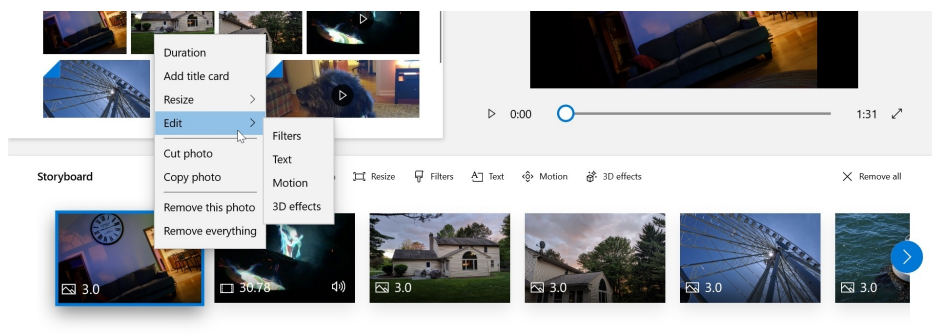 Duration
Add title card
Resize
Edit
Cut photo
Copy photo
Remove this photo
Remove everything
Filters
Text
Motion
3D effects
0:00
1:31
Storyboard
Resize Filters Text Motion 3D effects Remove all
3.0
30.78
3.0
3.0
3.0
3.0